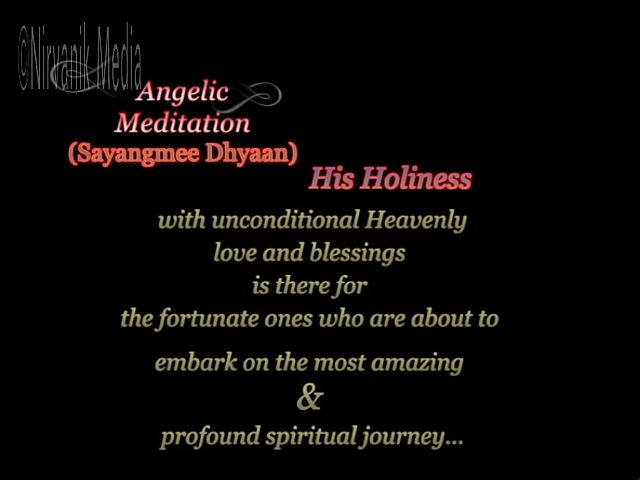 ©Nirvanik Media
Angelic
Meditation
(Sayangmee Dhyaan)
His Holiness
with unconditional Heavenly
love and blessings
is there for
the fortunate ones who are about to
embark on the most amazing
&
profound spiritual journey...